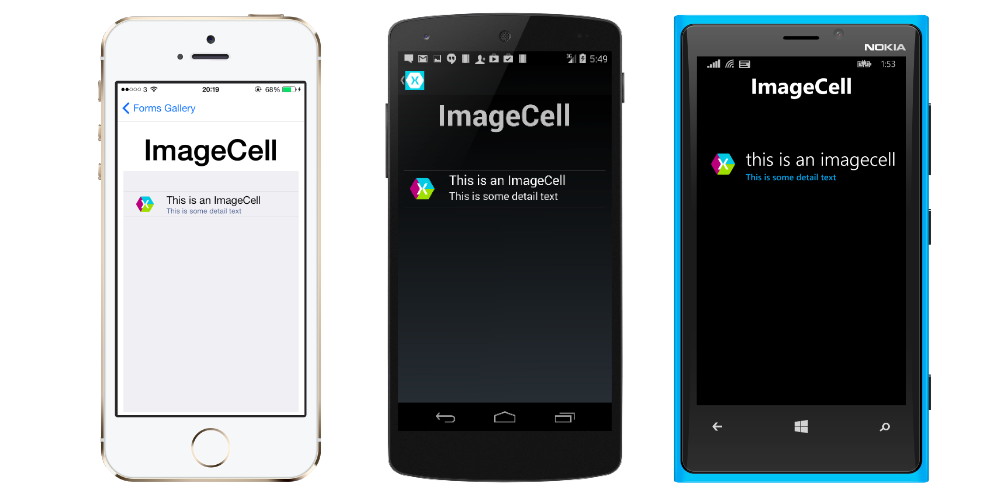 3 20:19 68%
Forms Gallery
ImageCell
This is an ImageCell
This is some detail text
3G 5:49
ImageCell
This is an ImageCell
This is some detail text
NOKIA
1:53
ImageCell
this is an imagecell
This is some detail text